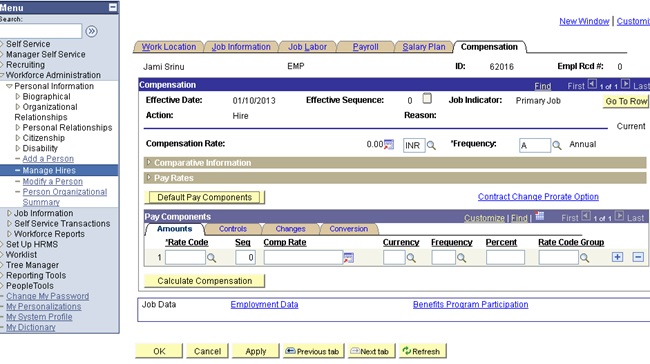 Menu
Search:
Self Service
Manager Self Service
Recruiting
Workforce Administration
Personal Information
Biographical
Organizational
Relationships
Personal Relationships
Citizenship
Disability
Add a Person
Manage Hires
Modify a Person
Person Organizational
Summary
Job Information
Self Service Transactions
Workforce Reports
Set Up HRMS
Worklist
Tree Manager
Reporting Tools
PeopleTools
Change My Password
My Personalizations
My System Profile
My Dictionary
New Window | Customiz
Work Location Job Information Job Labor Payroll Salary Plan Compensation
Jami Srinu EMP ID: 62016 Empl Rcd #: 0
Compensation Find First 1 of 1 Last
Effective Date: 01/10/2013 Effective Sequence: 0 Job Indicator: Primary Job Go To Row
Action: Hire Reason:
Current
Compensation Rate: 0.00 INR *Frequency: A Annual
Comparative Information
Pay Rates
Default Pay Components Contract Change Prorate Option
Pay Components Customize | Find | First 1 of 1 Last
Amounts Controls Changes Conversion
*Rate Code Seq Comp Rate Currency Frequency Percent Rate Code Group
1 0
Calculate Compensation
Job Data Employment Data Benefits Program Participation
OK Cancel Apply Previous tab Next tab Refresh